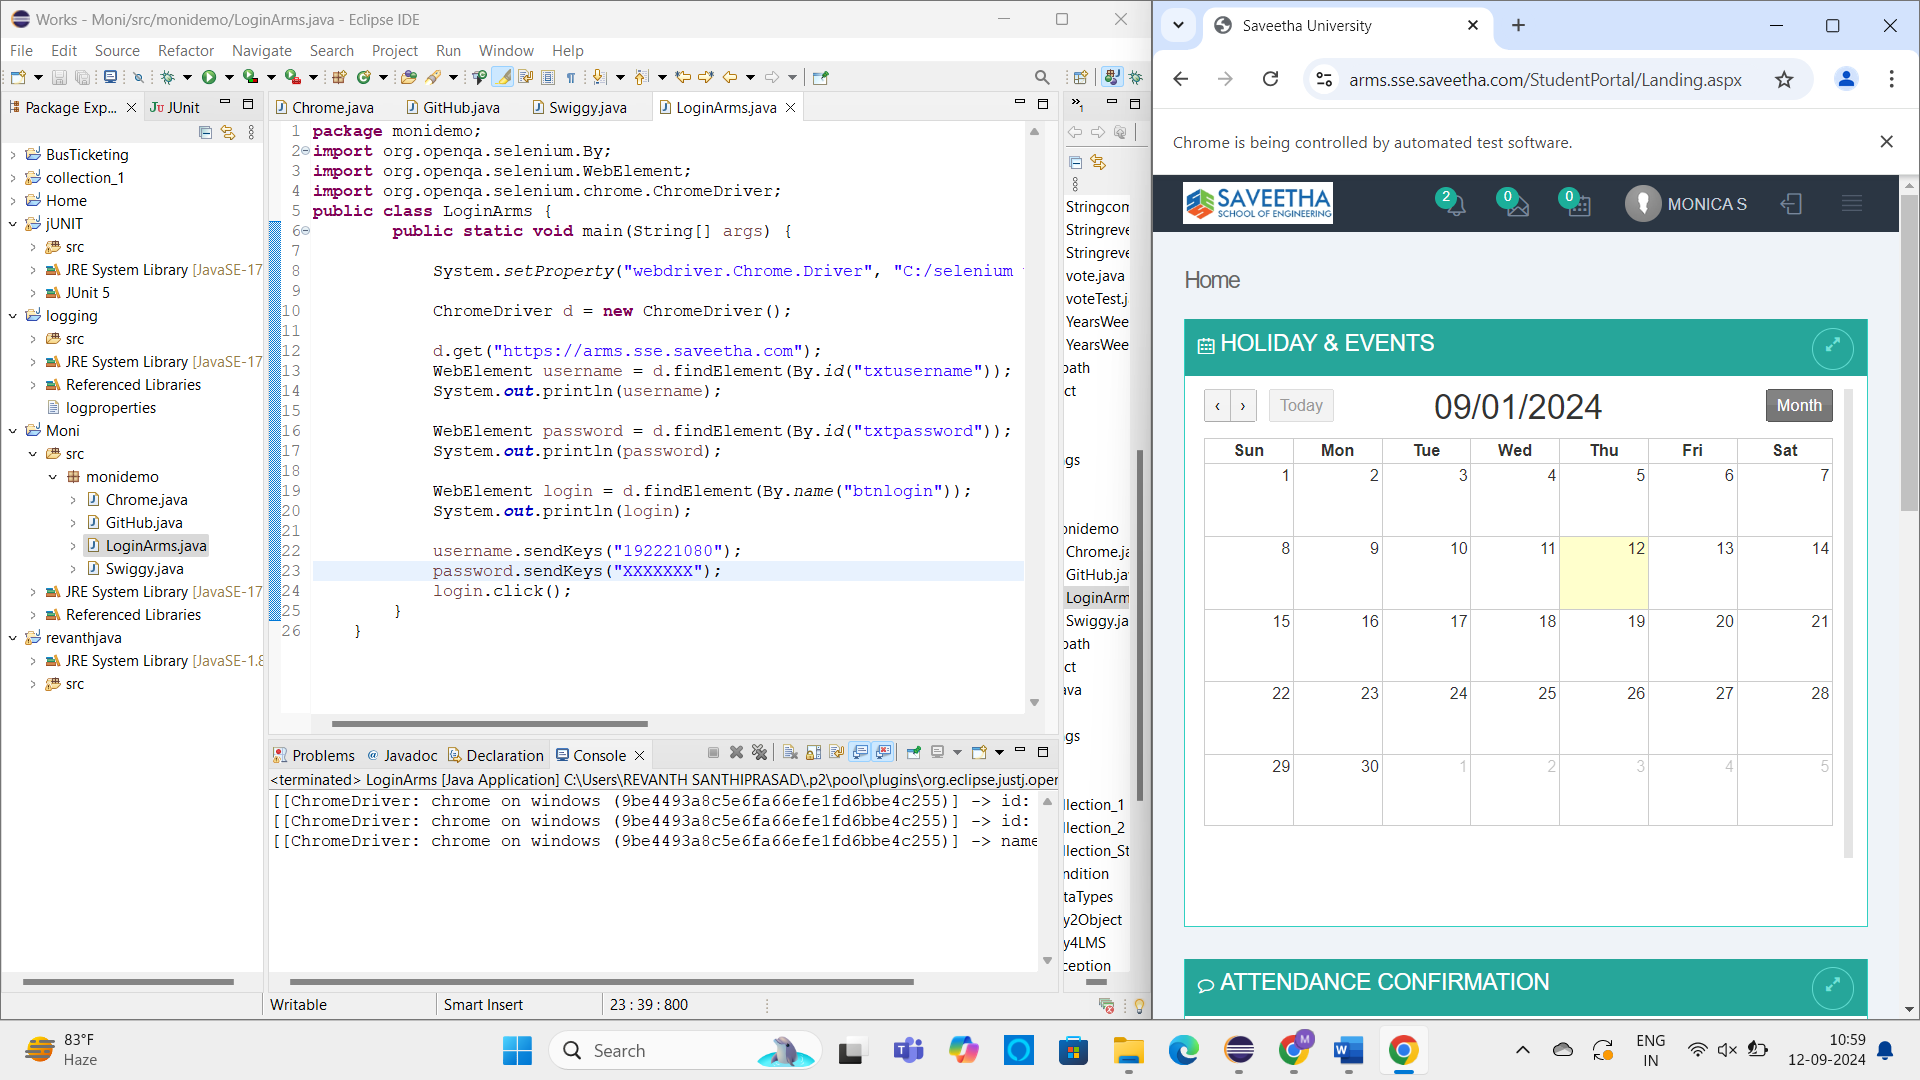 Works - Moni/src/monidemo/LoginArms.java - Eclipse IDE
File Edit Source Refactor Navigate Search Project Run Window Help
Package Exp... JUnit
BusTicketing
collection_1
Home
jUNIT
src
JRE System Library [JavaSE-17
JUnit 5
logging
src
JRE System Library [JavaSE-17
Referenced Libraries
logproperties
Moni
src
monidemo
Chrome.java
GitHub.java
LoginArms.java
Swiggy.java
JRE System Library [JavaSE-17
Referenced Libraries
revanthjava
JRE System Library [JavaSE-1.8
src
Chrome.java GitHub.java Swiggy.java LoginArms.java
1 package monidemo;
2 import org.openqa.selenium.By;
3 import org.openqa.selenium.WebElement;
4 import org.openqa.selenium.chrome.ChromeDriver;
5 public class LoginArms {
6 public static void main(String[] args) {
7
8 System.setProperty("webdriver.Chrome.Driver", "C:/selenium
9
10 ChromeDriver d = new ChromeDriver();
11
12 d.get("https://arms.sse.saveetha.com");
13 WebElement username = d.findElement(By.id("txtusername"));
14 System.out.println(username);
15
16 WebElement password = d.findElement(By.id("txtpassword"));
17 System.out.println(password);
18
19 WebElement login = d.findElement(By.name("btnlogin"));
20 System.out.println(login);
21
22 username.sendKeys("192221080");
23 password.sendKeys("XXXXXXX");
24 login.click();
25 }
26 }
Problems Javadoc Declaration Console
<terminated> LoginArms [Java Application] C:\Users\REVANTH SANTHIPRASAD\.p2\pool\plugins\org.eclipse.justj.oper
[[ChromeDriver: chrome on windows (9be4493a8c5e6fa66efe1fd6bbe4c255)] -> id:
[[ChromeDriver: chrome on windows (9be4493a8c5e6fa66efe1fd6bbe4c255)] -> id:
[[ChromeDriver: chrome on windows (9be4493a8c5e6fa66efe1fd6bbe4c255)] -> name
Stringcom
Stringreve
Stringreve
vote.java
voteTest.j
YearsWee
YearsWee
path
ct
gs
onidemo
Chrome.ja
GitHub.ja
LoginArm
Swiggy.ja
path
ct
ava
gs
llection_1
llection_2
llection_St
ndition
taTypes
y2Object
y4LMS
ception
Writable Smart Insert 23 : 39 : 800
Saveetha University
arms.sse.saveetha.com/StudentPortal/Landing.aspx
Chrome is being controlled by automated test software.
SAVEETHA
SCHOOL OF ENGINEERING
2 0 0 MONICA S
Home
HOLIDAY & EVENTS
‹ › Today 09/01/2024 Month
Sun Mon Tue Wed Thu Fri Sat
1 2 3 4 5 6 7
8 9 10 11 12 13 14
15 16 17 18 19 20 21
22 23 24 25 26 27 28
29 30 1 2 3 4 5
ATTENDANCE CONFIRMATION
83°F
Haze
Search
M
ENG
IN
10:59
12-09-2024